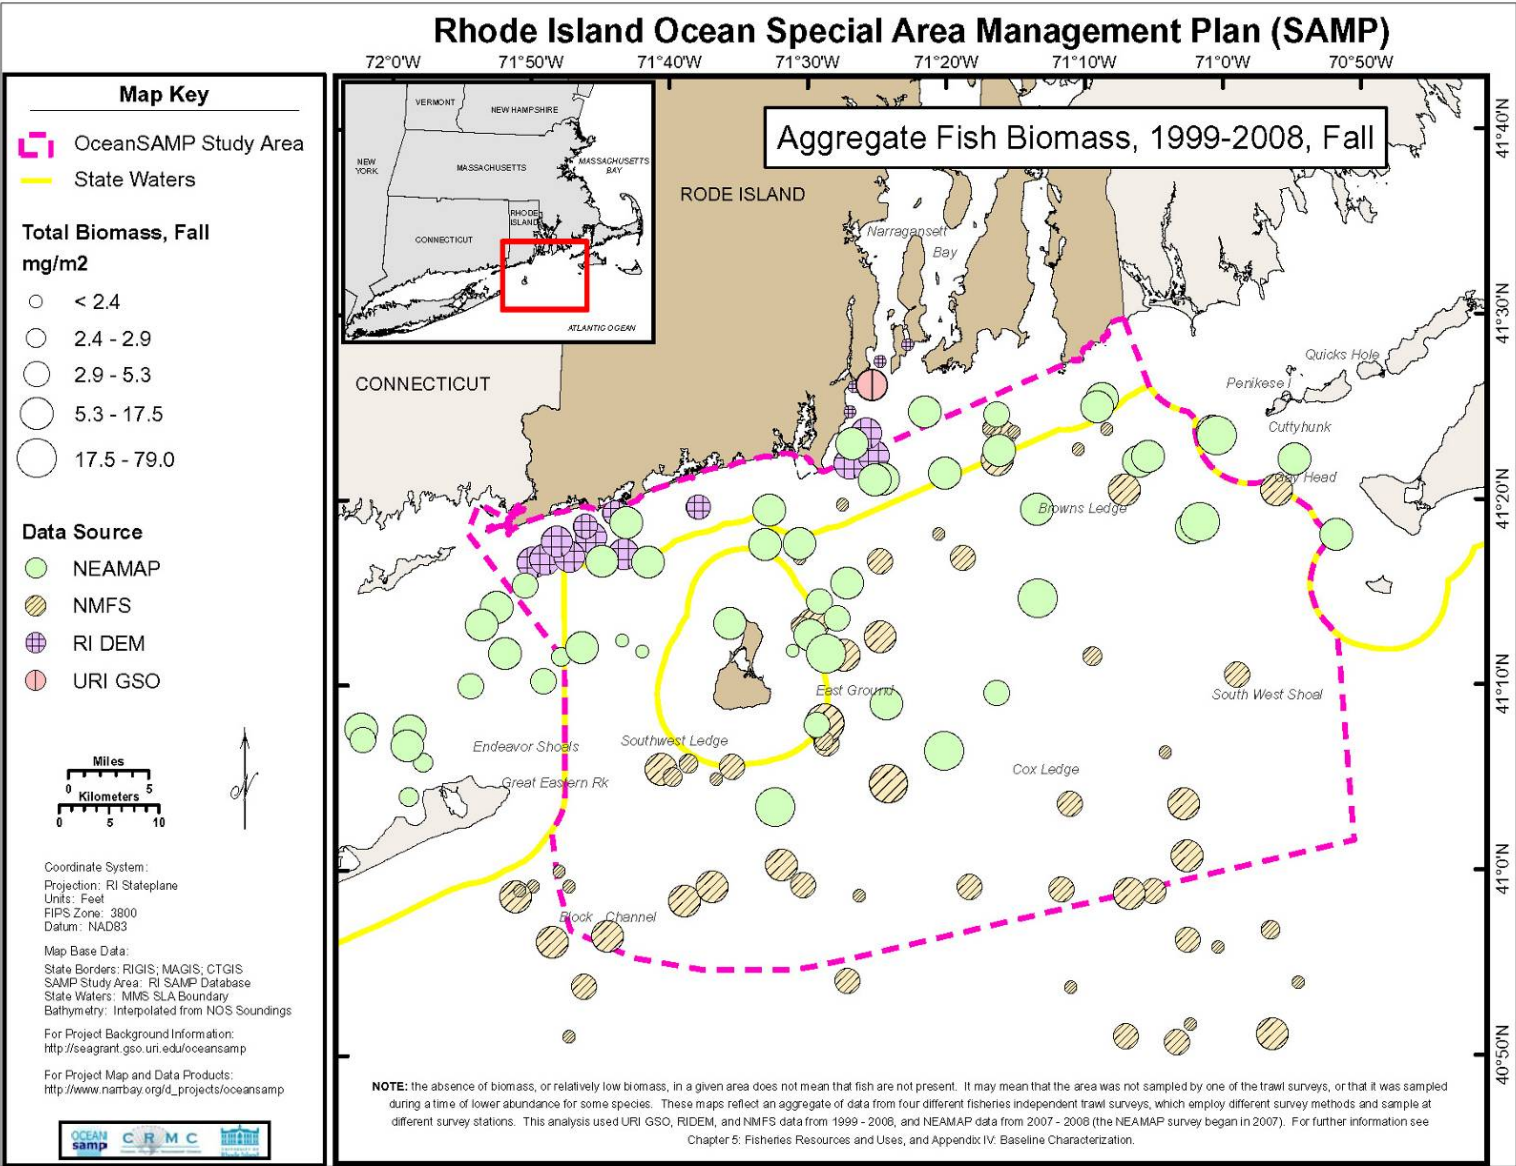 Rhode Island Ocean Special Area Management Plan (SAMP)
72°0'W 71°50'W 71°40'W 71°30'W 71°20'W 71°10'W 71°0'W 70°50'W
Map Key
OceanSAMP Study Area
State Waters
Total Biomass, Fall
mg/m2
< 2.4
2.4 - 2.9
2.9 - 5.3
5.3 - 17.5
17.5 - 79.0
Data Source
NEAMAP
NMFS
RI DEM
URI GSO
Miles
0 5
Kilometers
0 5 10
N
Coordinate System:
Projection: RI Stateplane
Units: Feet
FIPS Zone: 3800
Datum: NAD83
Map Base Data:
State Borders: RIGIS; MAGIS; CTGIS
SAMP Study Area: RI SAMP Database
State Waters: MMS SLA Boundary
Bathymetry: Interpolated from NOS Soundings
For Project Background Information:
http://seagrant.gso.uri.edu/oceansamp
For Project Map and Data Products:
http://www.narrbay.org/d_projects/oceansamp
OCEAN
samp
CRMC
VERMONT
NEW HAMPSHIRE
NEW
YORK
MASSACHUSETTS
MASSACHUSETTS
BAY
RHODE
ISLAND
CONNECTICUT
ATLANTIC OCEAN
Aggregate Fish Biomass, 1999-2008, Fall
RODE ISLAND
Narragansett
Bay
CONNECTICUT
Quicks Hole
Penikese I
Cuttyhunk
Gay Head
Browns Ledge
East Ground
South West Shoal
Southwest Ledge
Endeavor Shoals
Great Eastern Rk
Cox Ledge
Block Channel
41°40'N
41°30'N
41°20'N
41°10'N
41°0'N
40°50'N
NOTE: the absence of biomass, or relatively low biomass, in a given area does not mean that fish are not present. It may mean that the area was not sampled by one of the trawl surveys, or that it was sampled
during a time of lower abundance for some species. These maps reflect an aggregate of data from four different fisheries independent trawl surveys, which employ different survey methods and sample at
different survey stations. This analysis used URI GSO, RIDEM, and NMFS data from 1999 - 2008, and NEAMAP data from 2007 - 2008 (the NEAMAP survey began in 2007). For further information see
Chapter 5: Fisheries Resources and Uses, and Appendix IV: Baseline Characterization.